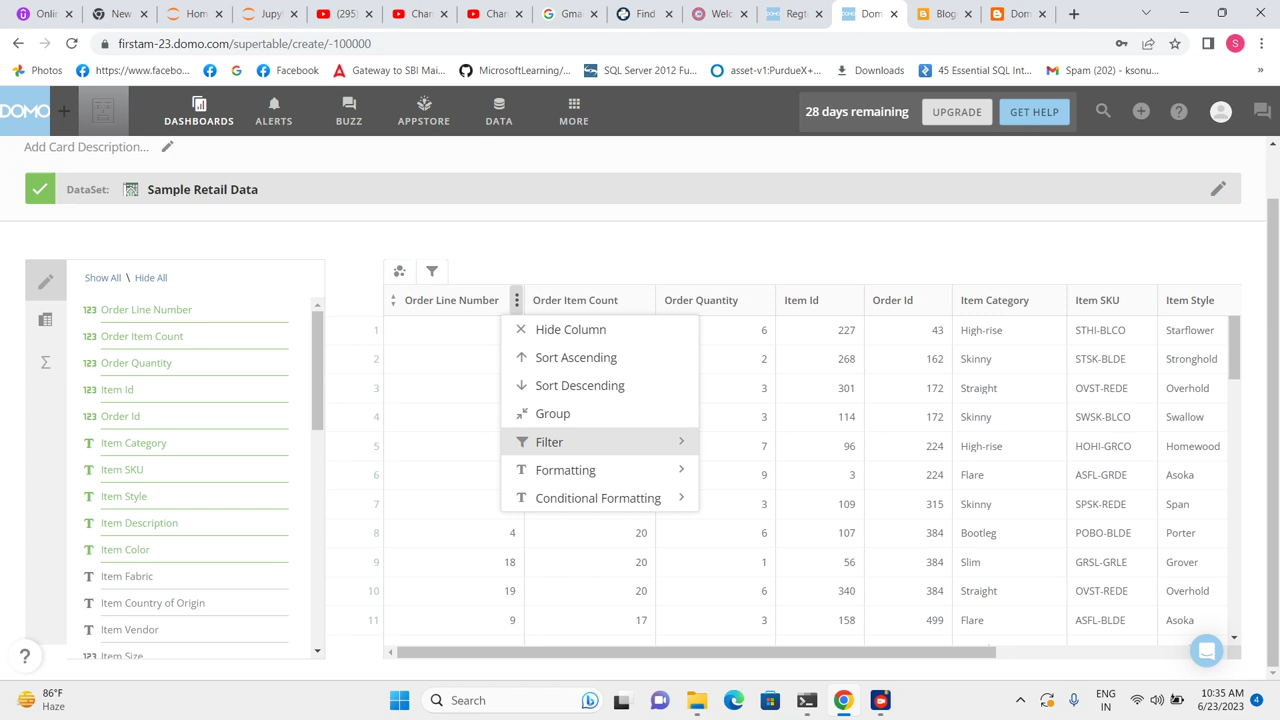 Onlin
New
Hom
Jupy
(295)
Chan
Chan
Gma
Find
Welc
Regt
Dom
Blog
Dom
firstam-23.domo.com/supertable/create/-100000
Photos https://www.facebo... Facebook Gateway to SBI Mai... MicrosoftLearning/... SQL Server 2012 Fu... asset-v1:PurdueX+... Downloads 45 Essential SQL Int... Spam (202) - ksonu... »
DOMO DASHBOARDS ALERTS BUZZ APPSTORE DATA MORE 28 days remaining UPGRADE GET HELP
Add Card Description...
DataSet: Sample Retail Data
Show All \ Hide All
123 Order Line Number
123 Order Item Count
123 Order Quantity
123 Item Id
123 Order Id
T Item Category
T Item SKU
T Item Style
T Item Description
T Item Color
T Item Fabric
T Item Country of Origin
T Item Vendor
123 Item Size
Σ
Order Line Number Order Item Count Order Quantity Item Id Order Id Item Category Item SKU Item Style
1 6 227 43 High-rise STHI-BLCO Starflower
2 2 268 162 Skinny STSK-BLDE Stronghold
3 3 301 172 Straight OVST-REDE Overhold
4 3 114 172 Skinny SWSK-BLCO Swallow
5 7 96 224 High-rise HOHI-GRCO Homewood
6 9 3 224 Flare ASFL-GRDE Asoka
7 3 109 315 Skinny SPSK-REDE Span
8 4 20 6 107 384 Bootleg POBO-BLDE Porter
9 18 20 1 56 384 Slim GRSL-GRLE Grover
10 19 20 6 340 384 Straight OVST-REDE Overhold
11 9 17 3 158 499 Flare ASFL-BLDE Asoka
Hide Column
Sort Ascending
Sort Descending
Group
Filter
T Formatting
T Conditional Formatting
?
86°F
Haze
Search
ENG
IN
10:35 AM
6/23/2023
4